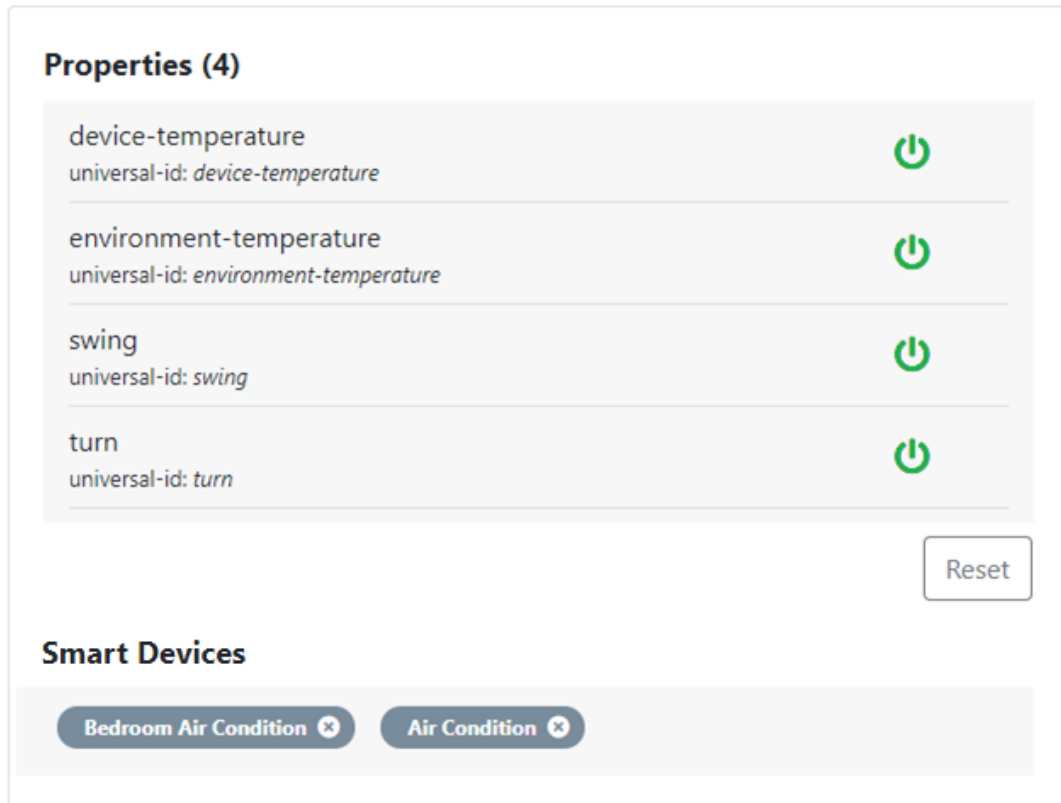 Properties (4)
device-temperature
universal-id: device-temperature
environment-temperature
universal-id: environment-temperature
swing
universal-id: swing
turn
universal-id: turn
Reset
Smart Devices
Bedroom Air Condition
Air Condition